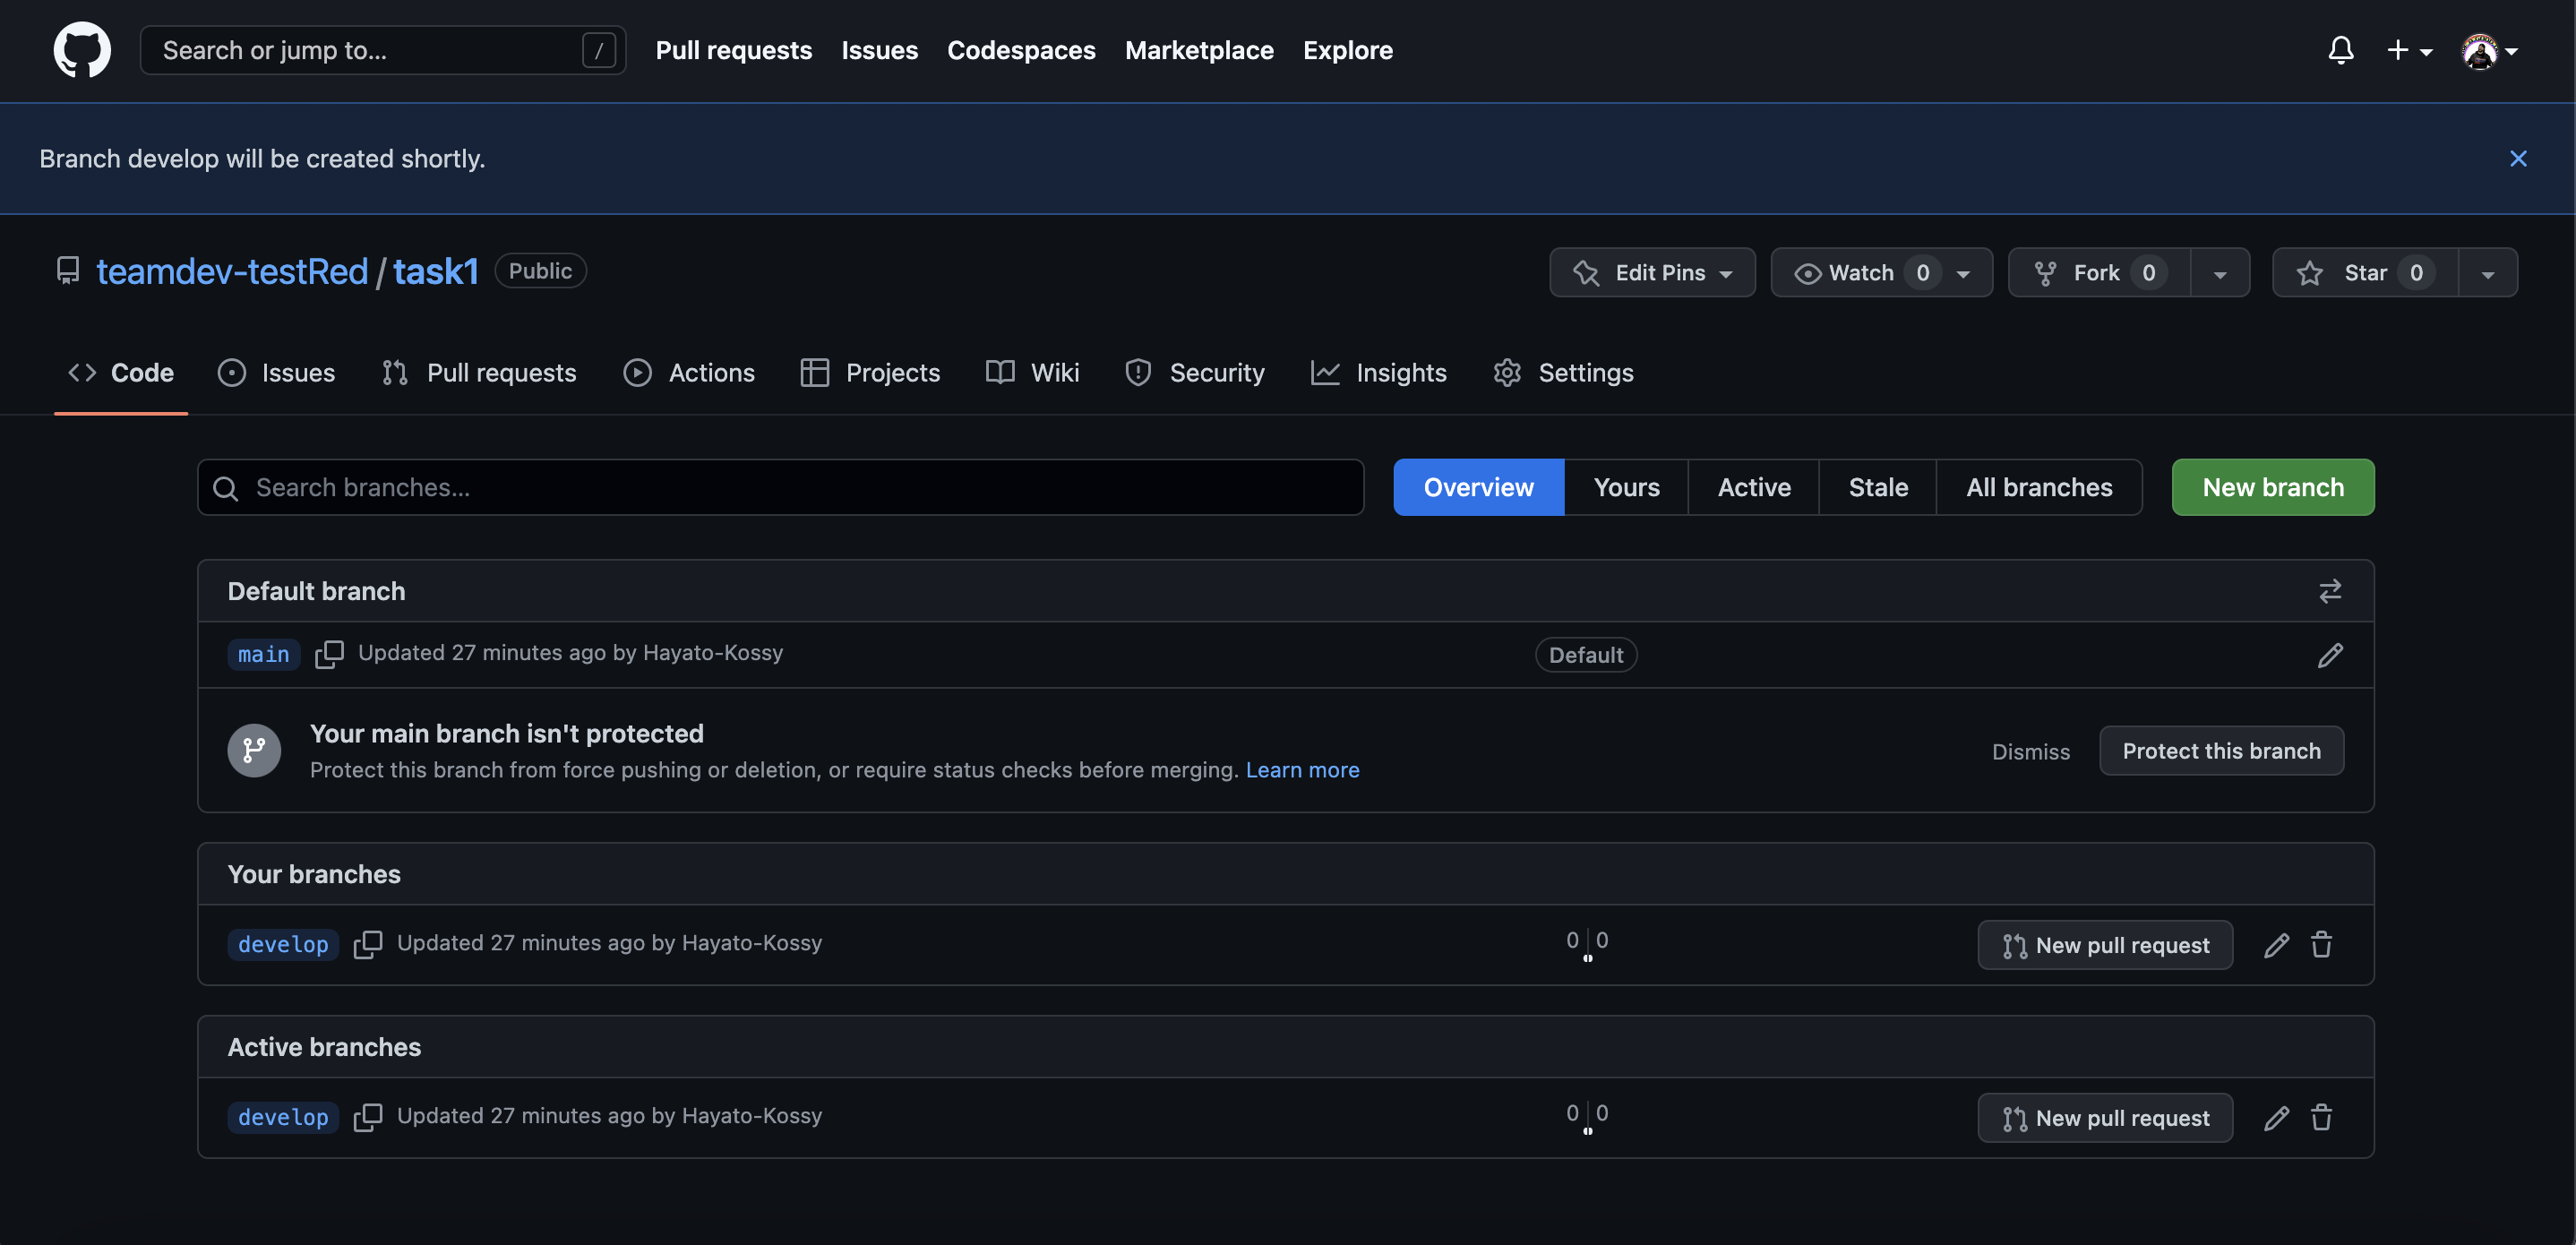 Search or jump to... / Pull requests Issues Codespaces Marketplace Explore
Branch develop will be created shortly.
teamdev-testRed / task1 Public Edit Pins Watch 0 Fork 0 Star 0
Code Issues Pull requests Actions Projects Wiki Security Insights Settings
Search branches... Overview Yours Active Stale All branches New branch
Default branch
main Updated 27 minutes ago by Hayato-Kossy Default
Your main branch isn't protected
Protect this branch from force pushing or deletion, or require status checks before merging. Learn more Dismiss Protect this branch
Your branches
develop Updated 27 minutes ago by Hayato-Kossy 0 0 New pull request
Active branches
develop Updated 27 minutes ago by Hayato-Kossy 0 0 New pull request